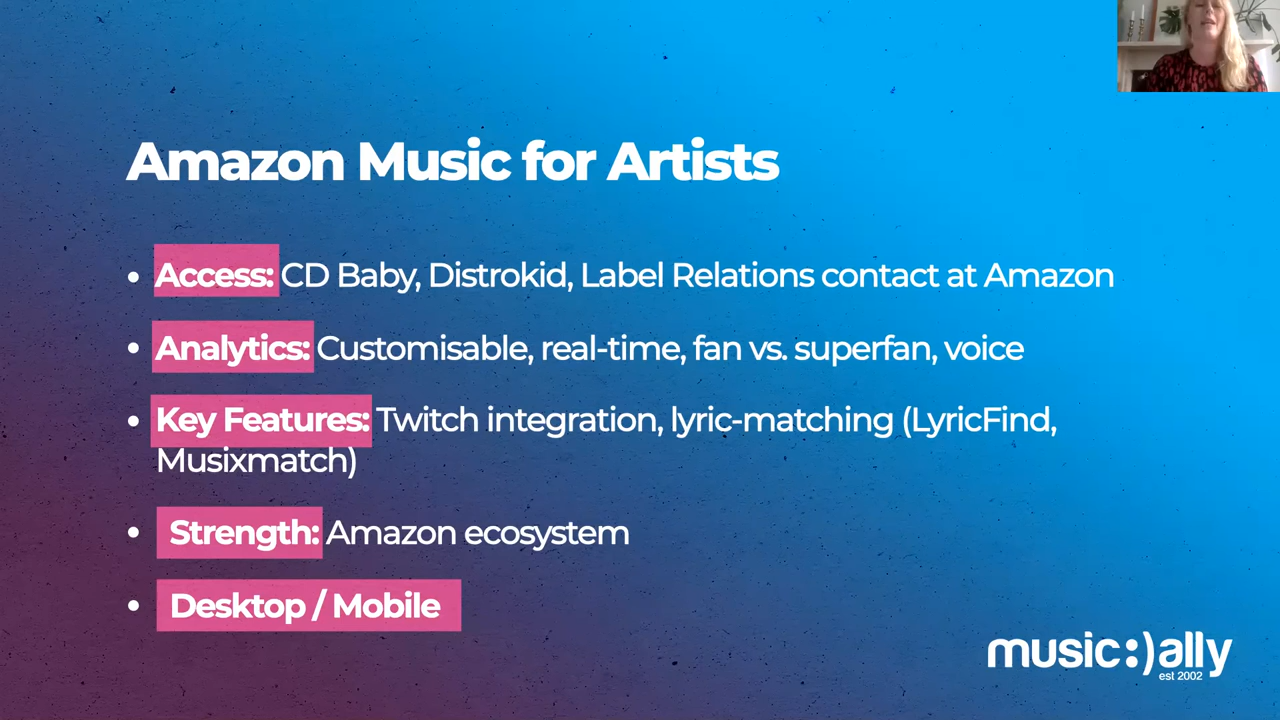 Amazon Music for Artists
• Access: CD Baby, Distrokid, Label Relations contact at Amazon
• Analytics: Customisable, real-time, fan vs. superfan, voice
• Key Features: Twitch integration, lyric-matching (LyricFind,
Musixmatch)
• Strength: Amazon ecosystem
• Desktop / Mobile
music:)ally
est 2002